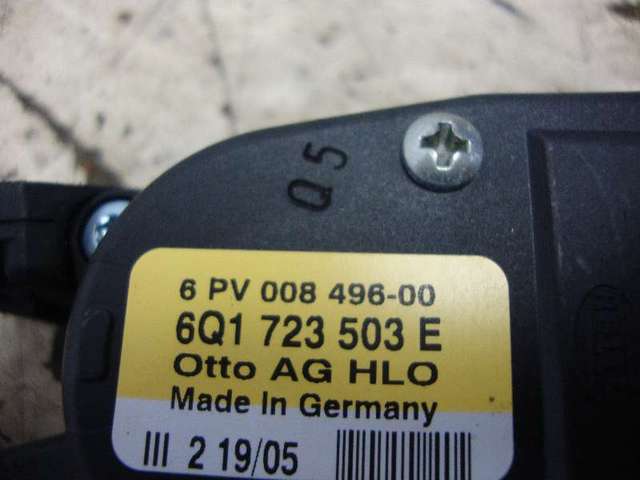 Q5
6 PV 008 496-00
6Q1 723 503 E
Otto AG HLO
Made In Germany
III 2 19/05